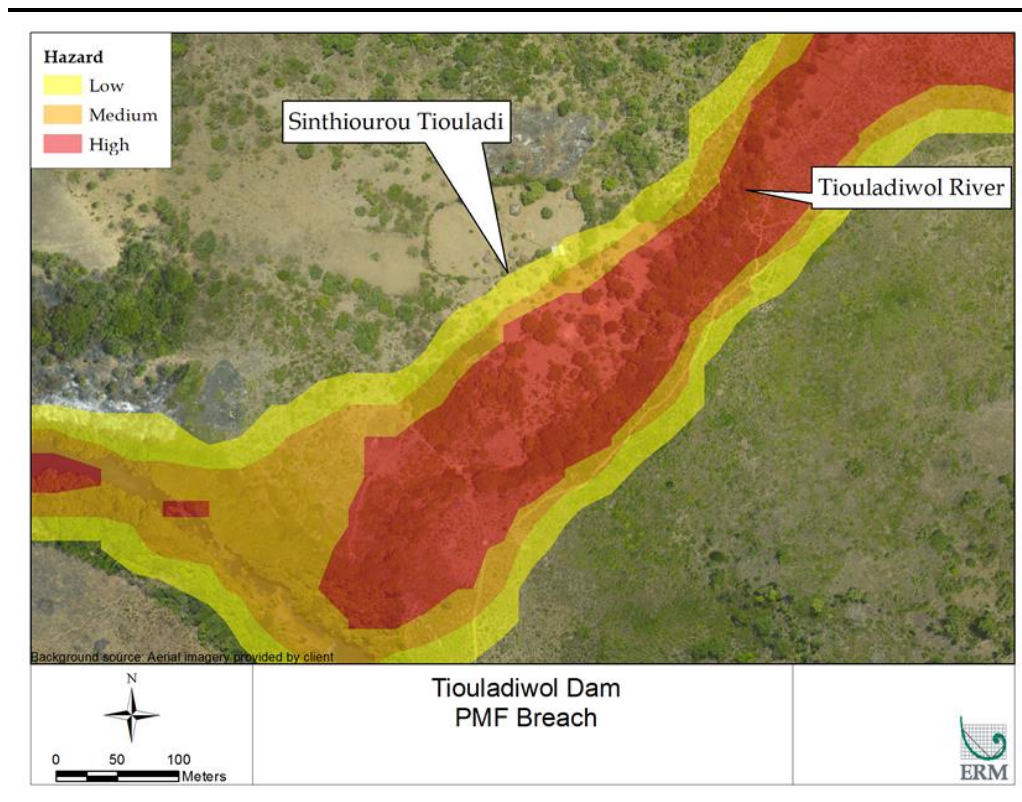 Hazard
Low
Medium
High
Sinthiourou Tiouladi
Tiouladiwol River
Background source: Aerial imagery provided by client
N
0 50 100
Meters
Tiouladiwol Dam
PMF Breach
ERM